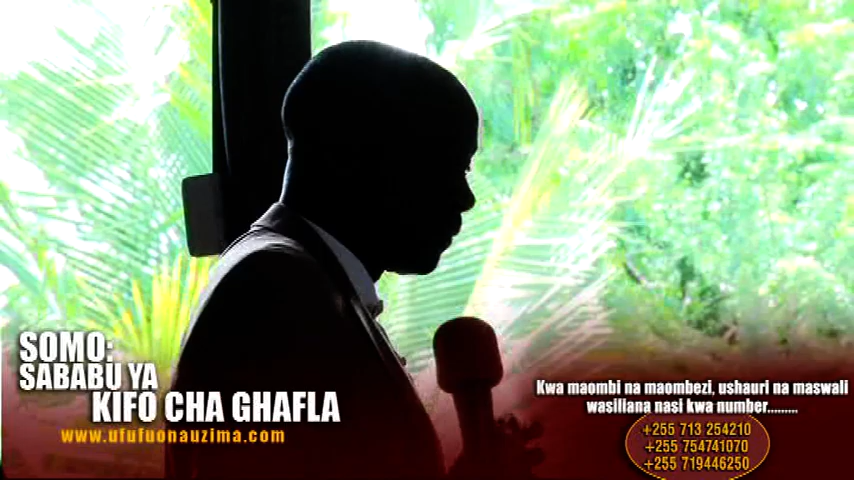 SOMO:
SABABU YA
KIFO CHA GHAFLA
www.ufufuonauzima.com
Kwa maombi na maombezi, ushauri na maswali
wasiliana nasi kwa number.........
+255 713 254210
+255 754741070
+255 719446250